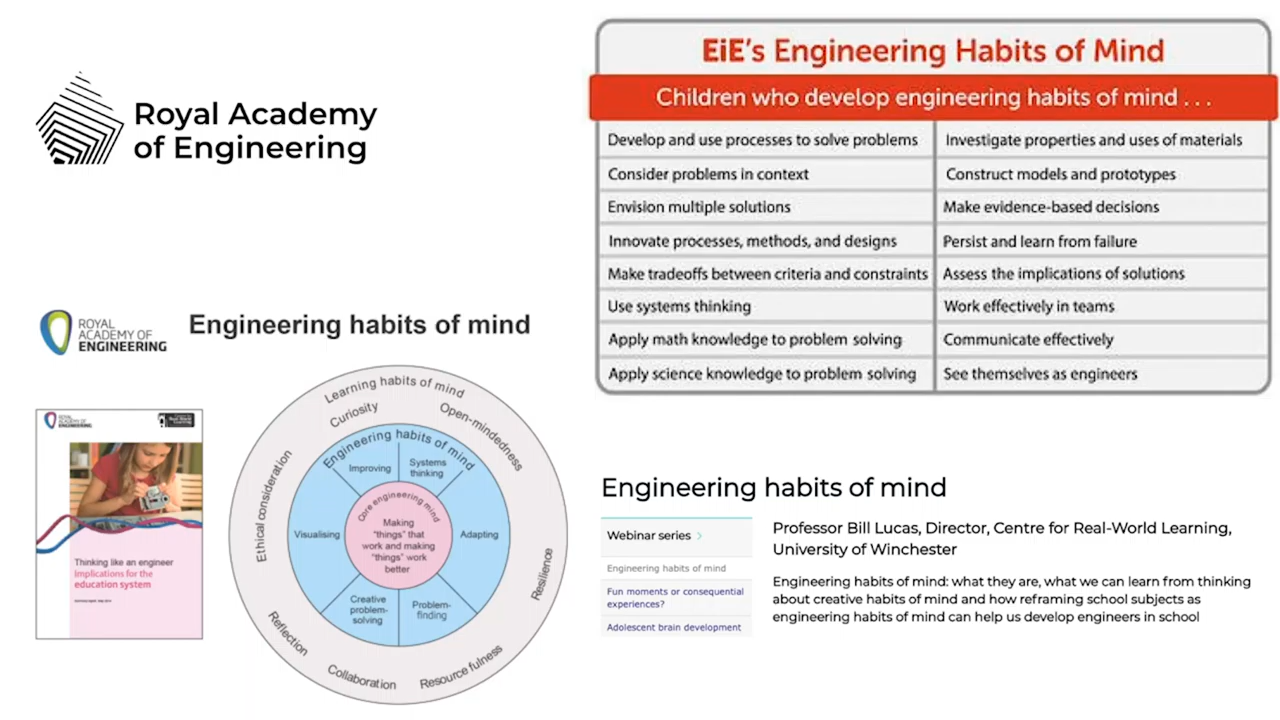 Royal Academy
of Engineering
EiE's Engineering Habits of Mind
Children who develop engineering habits of mind . . .
Develop and use processes to solve problems
Investigate properties and uses of materials
Consider problems in context
Construct models and prototypes
Envision multiple solutions
Make evidence-based decisions
Innovate processes, methods, and designs
Persist and learn from failure
Make tradeoffs between criteria and constraints
Assess the implications of solutions
Use systems thinking
Work effectively in teams
Apply math knowledge to problem solving
Communicate effectively
Apply science knowledge to problem solving
See themselves as engineers
ROYAL
ACADEMY OF
ENGINEERING
Engineering habits of mind
Thinking like an engineer
Implications for the
education system
Learning habits of mind
Curiosity
Open-mindedness
Ethical consideration
Resilience
Reflection
Collaboration
Resourcefulness
Engineering habits of mind
Improving
Systems
thinking
Visualising
Adapting
Creative
problem-
solving
Problem-
finding
Core engineering mind
Making
"things" that
work and making
"things" work
better
Engineering habits of mind
Webinar series >
Engineering habits of mind
Fun moments or consequential
experiences?
Adolescent brain development
Professor Bill Lucas, Director, Centre for Real-World Learning,
University of Winchester
Engineering habits of mind: what they are, what we can learn from thinking
about creative habits of mind and how reframing school subjects as
engineering habits of mind can help us develop engineers in school